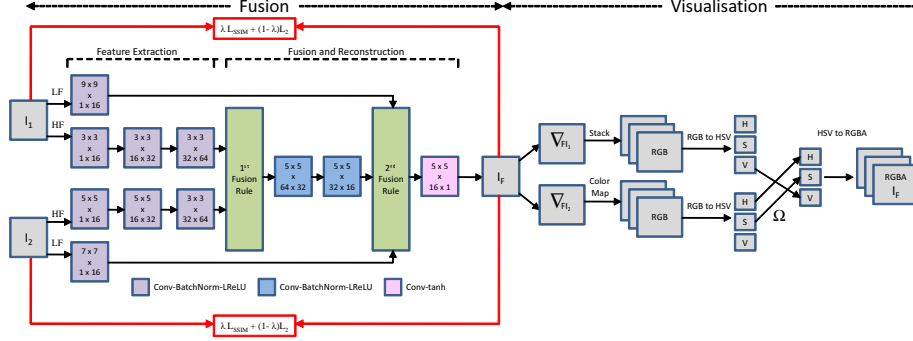 Fusion
Visualisation
λ L_SSIM + (1- λ)L_2
Feature Extraction
Fusion and Reconstruction
LF
9 x 9
x
1 x 16
I_1
HF
3 x 3
x
1 x 16
3 x 3
x
16 x 32
3 x 3
x
32 x 64
1^st
Fusion
Rule
5 x 5
x
64 x 32
5 x 5
x
32 x 16
2^rd
Fusion
Rule
5 x 5
x
16 x 1
I_F
HF
5 x 5
x
1 x 16
5 x 5
x
16 x 32
3 x 3
x
32 x 64
I_2
LF
7 x 7
x
1 x 16
Conv-BatchNorm-LReLU
Conv-BatchNorm-LReLU
Conv-tanh
λ L_SSIM + (1- λ)L_2
∇_FI_1
Stack
RGB
RGB to HSV
H
S
V
∇_FI_2
Color
Map
RGB
RGB to HSV
H
S
V
Ω
HSV to RGBA
H
S
V
RGBA
I_F